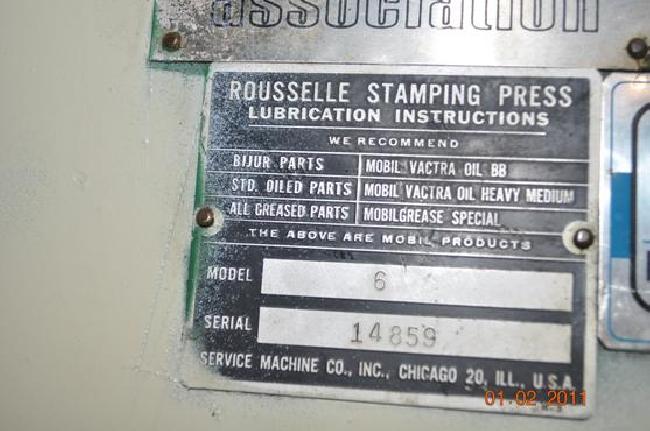 association
ROUSSELLE STAMPING PRESS
LUBRICATION INSTRUCTIONS
WE RECOMMEND
BIJUR PARTS MOBIL VACTRA OIL BB
STD. OILED PARTS MOBIL VACTRA OIL HEAVY MEDIUM
ALL GREASED PARTS MOBILGREASE SPECIAL
THE ABOVE ARE MOBIL PRODUCTS
MODEL 6
SERIAL 14859
SERVICE MACHINE CO., INC., CHICAGO 20, ILL., U.S.A.
01.02.2011